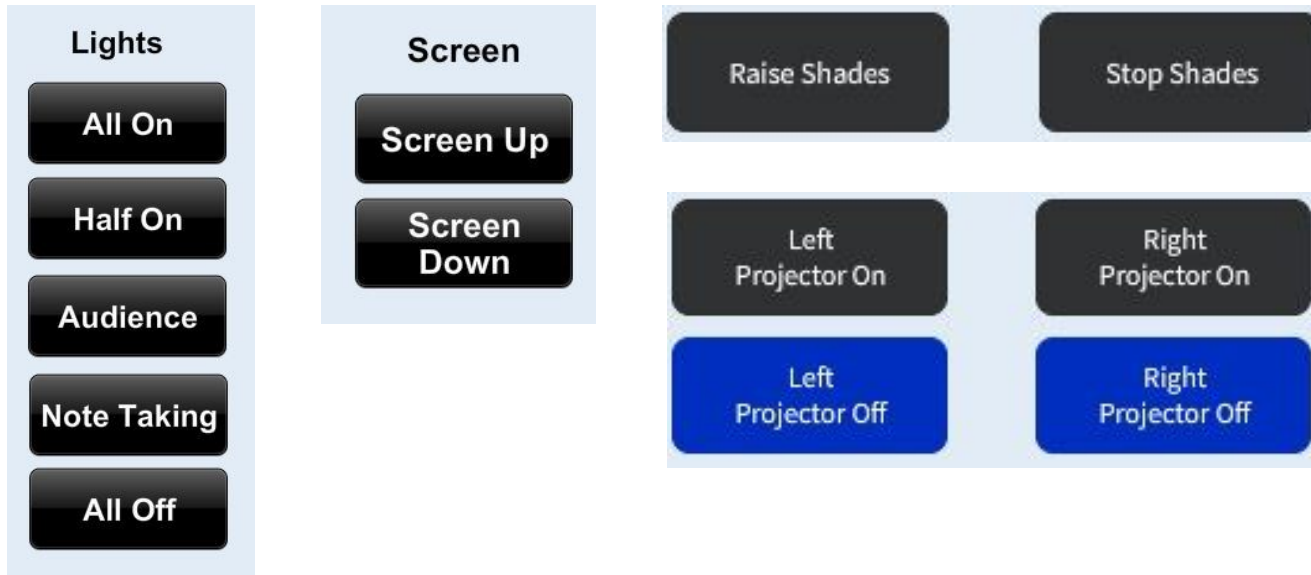 Lights
All On
Half On
Audience
Note Taking
All Off
Screen
Screen Up
Screen
Down
Raise Shades
Stop Shades
Left
Projector On
Right
Projector On
Left
Projector Off
Right
Projector Off